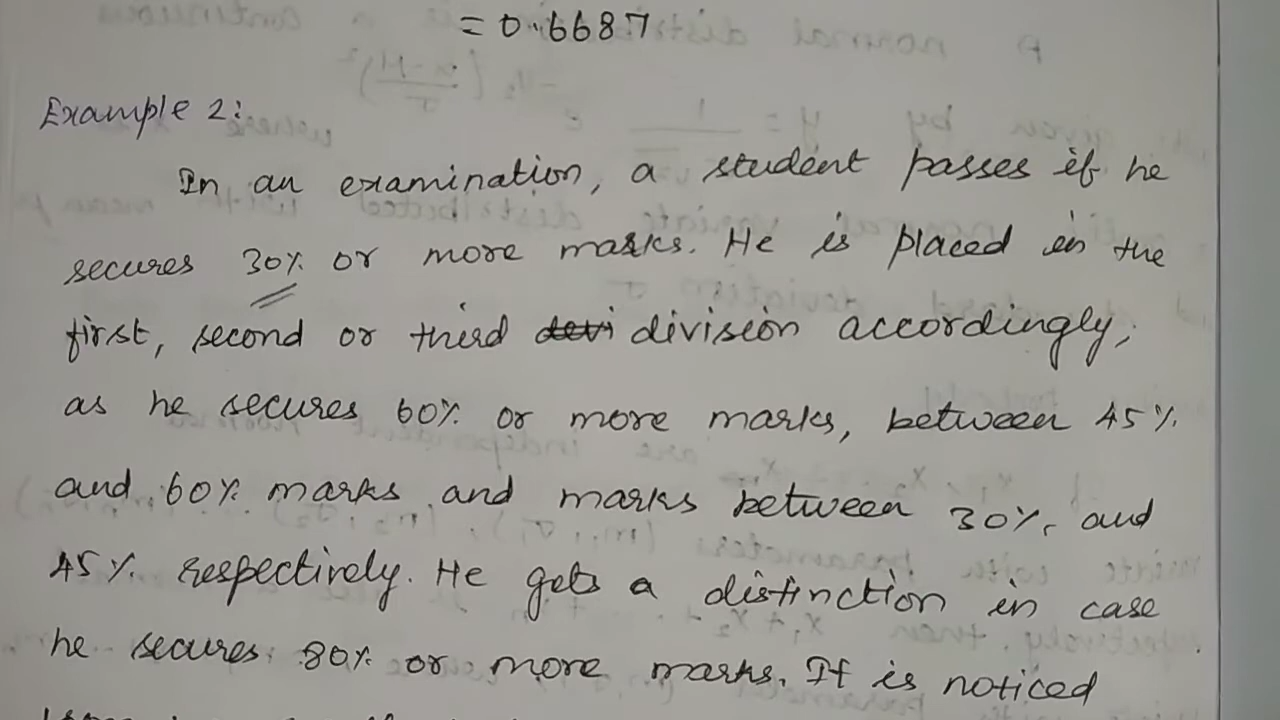 = 0.6687
Example 2:
In an examination, a student passes if he
secures 30% or more marks. He is placed in the
first, second or third devi division accordingly,
as he secures 60% or more marks, between 45%
and 60% marks and marks between 30% and
45% respectively. He gets a distinction in case
he secures 80% or more marks. It is noticed